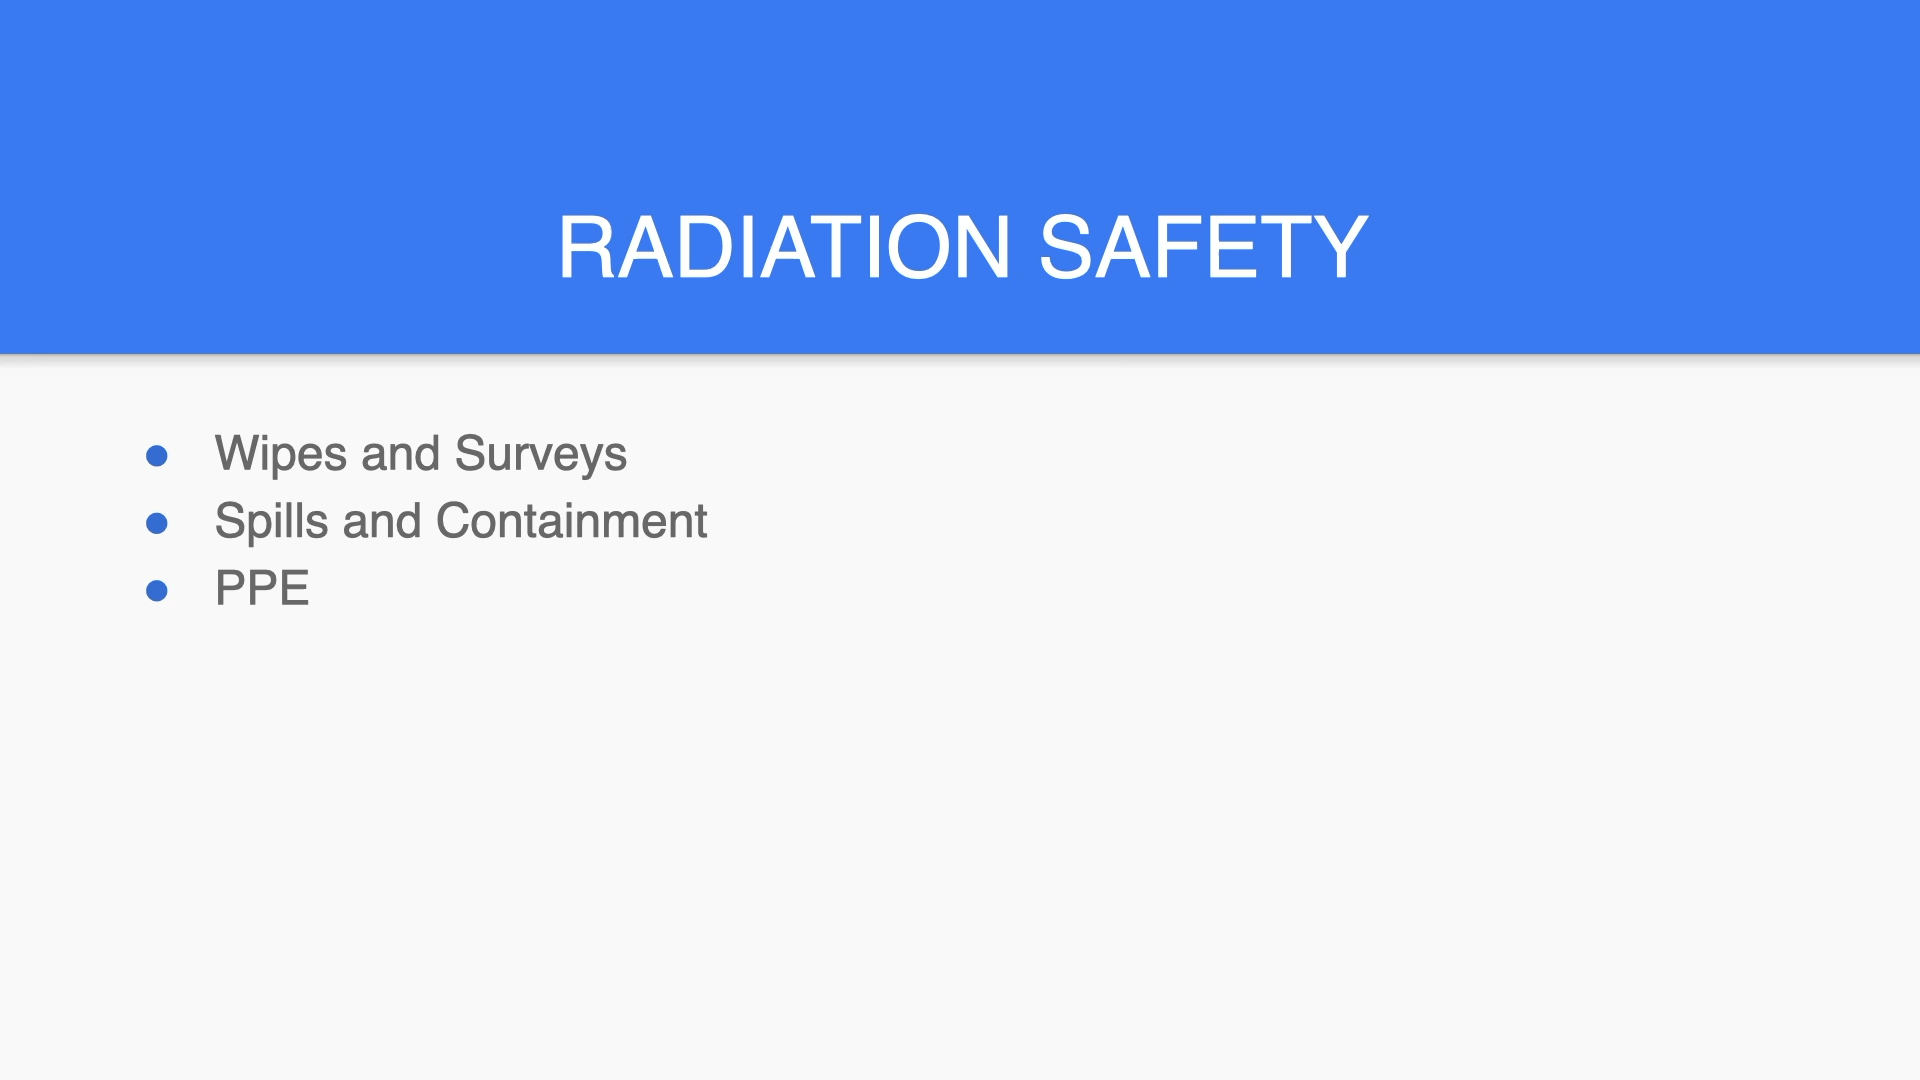 RADIATION SAFETY
● Wipes and Surveys
● Spills and Containment
● PPE